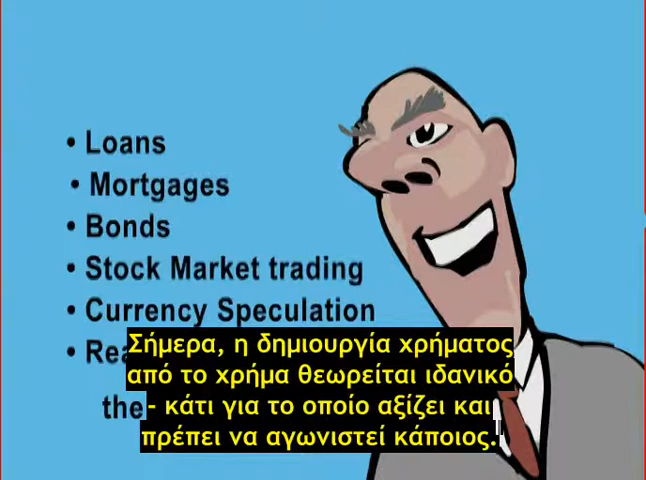 • Loans
• Mortgages
• Bonds
• Stock Market trading
• Currency Speculation
Σήμερα, η δημιουργία χρήματος
από το χρήμα θεωρείται ιδανικό
the - κάτι για το οποίο αξίζει και
πρέπει να αγωνιστεί κάποιος.